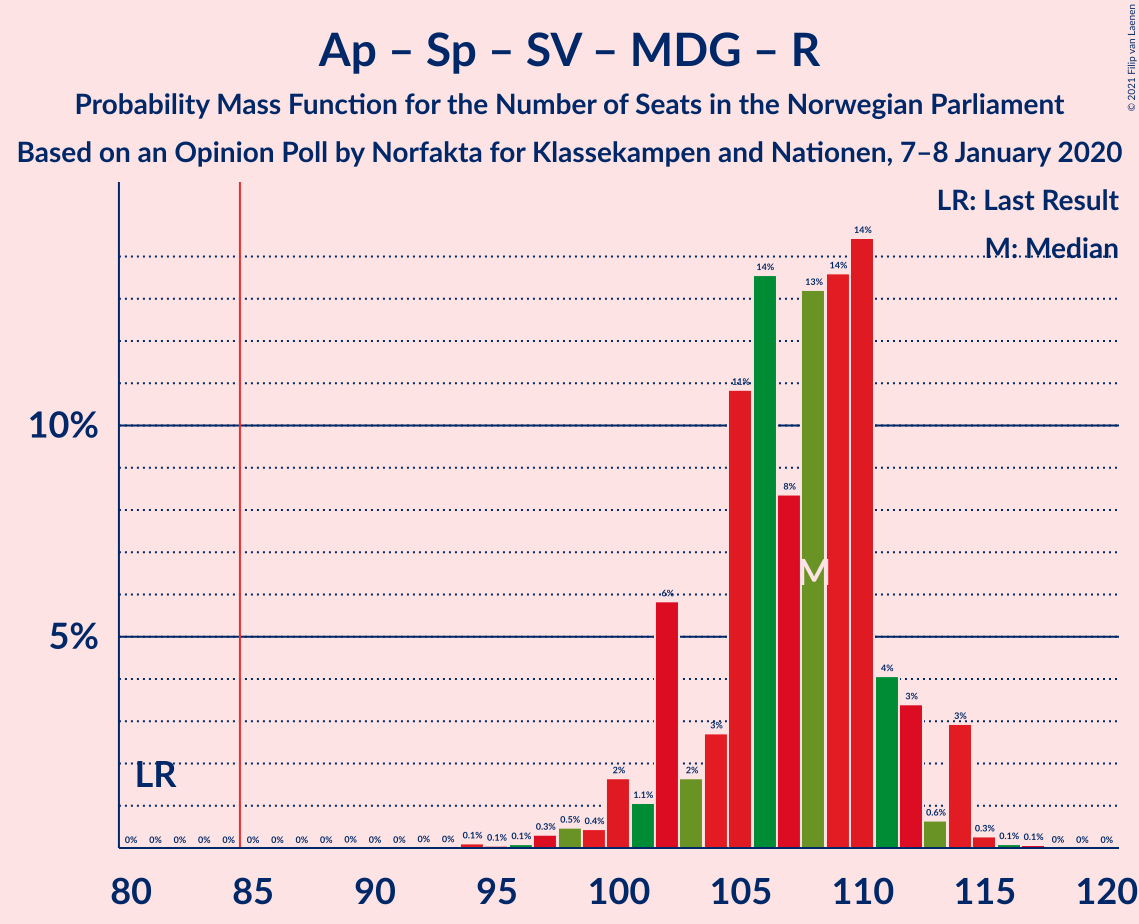 Ap – Sp – SV – MDG – R
Probability Mass Function for the Number of Seats in the Norwegian Parliament
Based on an Opinion Poll by Norfakta for Klassekampen and Nationen, 7–8 January 2020
© 2021 Filip van Laenen
LR: Last Result
M: Median
10%
5%
LR
M
0% 0% 0% 0% 0% 0% 0% 0% 0% 0% 0% 0% 0% 0% 0.1% 0.1% 0.1% 0.3% 0.5% 0.4% 2% 1.1% 6% 2% 3% 11% 14% 8% 13% 14% 14% 4% 3% 0.6% 3% 0.3% 0.1% 0.1% 0% 0% 0%
80 85 90 95 100 105 110 115 120